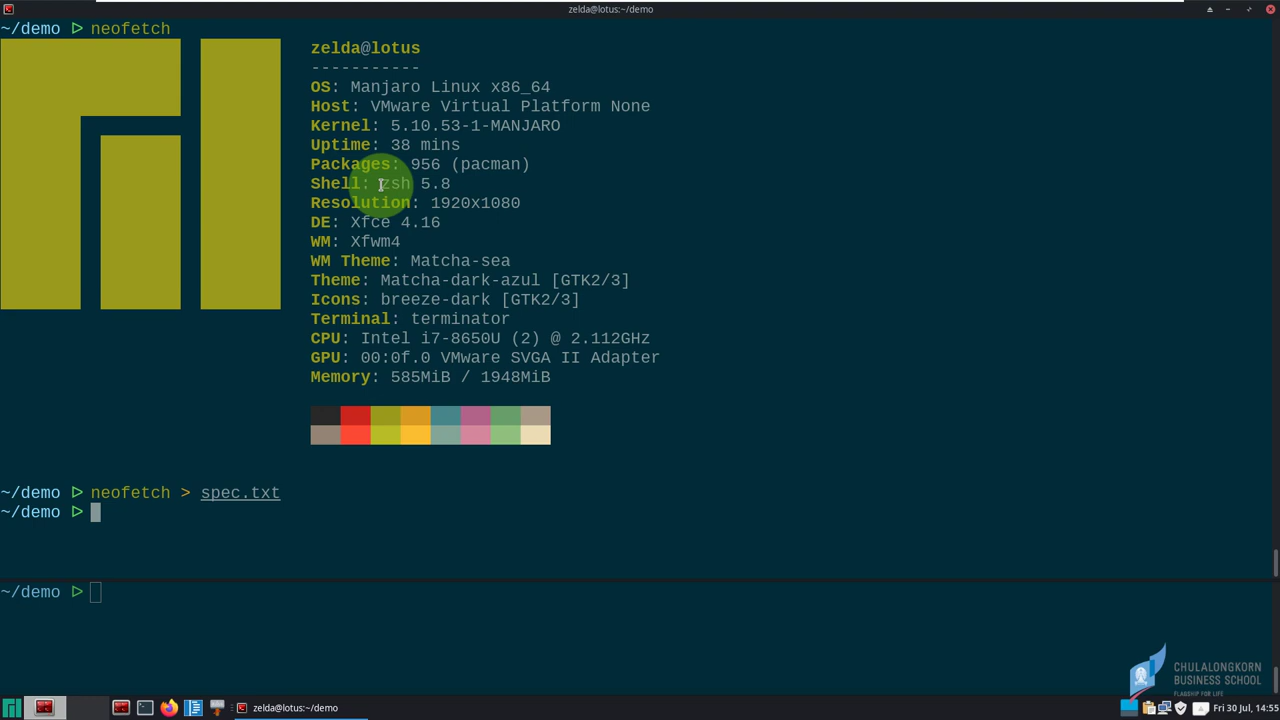 zelda@lotus:~/demo
~/demo ▷ neofetch
zelda@lotus
-----------
OS: Manjaro Linux x86_64
Host: VMware Virtual Platform None
Kernel: 5.10.53-1-MANJARO
Uptime: 38 mins
Packages: 956 (pacman)
Shell: zsh 5.8
Resolution: 1920x1080
DE: Xfce 4.16
WM: Xfwm4
WM Theme: Matcha-sea
Theme: Matcha-dark-azul [GTK2/3]
Icons: breeze-dark [GTK2/3]
Terminal: terminator
CPU: Intel i7-8650U (2) @ 2.112GHz
GPU: 00:0f.0 VMware SVGA II Adapter
Memory: 585MiB / 1948MiB
~/demo ▷ neofetch > spec.txt
~/demo ▷
~/demo ▷
CHULALONGKORN
BUSINESS SCHOOL
FLAGSHIP FOR LIFE
zelda@lotus:~/demo
Fri 30 Jul, 14:55